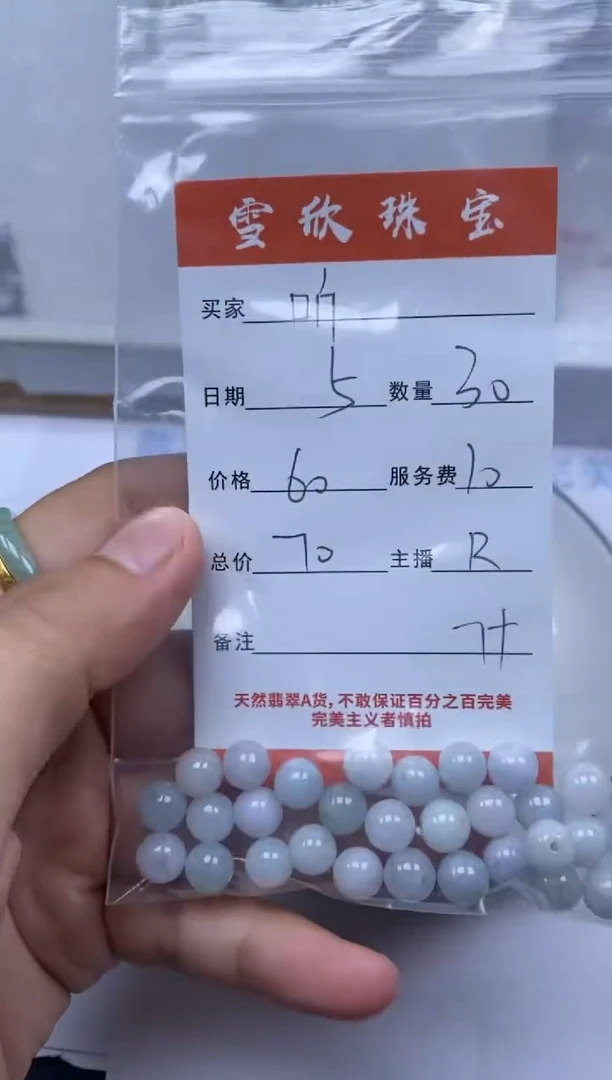 雪欣珠宝
买家 听
日期 5 数量 30
价格 60 服务费 10
总价 70 主播 R
备注
天然翡翠A货,不敢保证百分之百完美
完美主义者慎拍